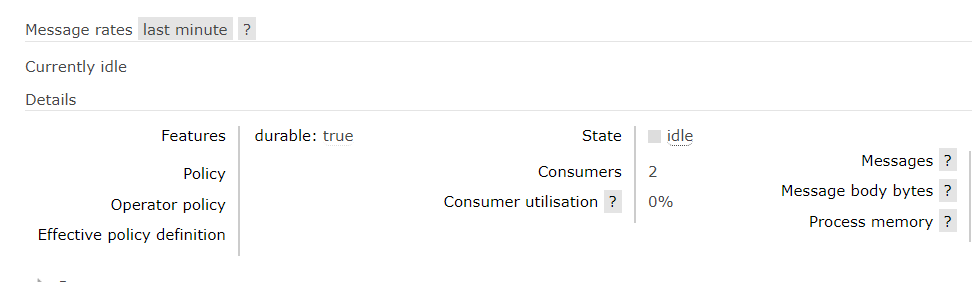 Message rates last minute ?
Currently idle
Details
Features durable: true
Policy
Operator policy
Effective policy definition
State idle
Consumers 2
Consumer utilisation ? 0%
Messages ?
Message body bytes ?
Process memory ?